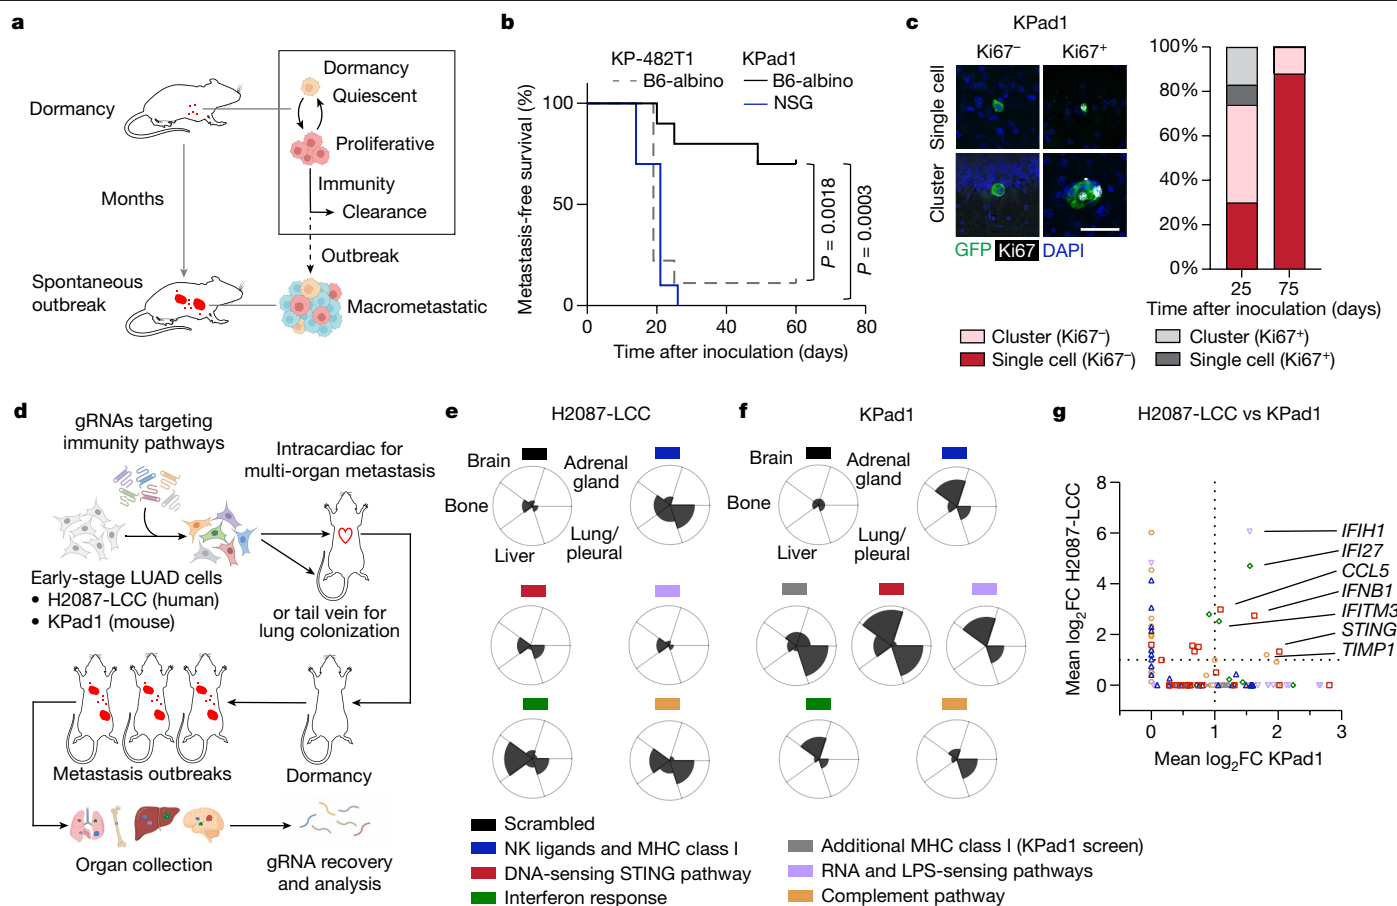 a
Dormancy
Dormancy
Quiescent
Proliferative
Immunity
Clearance
Months
Outbreak
Spontaneous
outbreak
Macrometastatic
b
KP-482T1
B6-albino
KPad1
B6-albino
NSG
Metastasis-free survival (%)
100
50
0
0 20 40 60 80
Time after inoculation (days)
P = 0.0018
P = 0.0003
c
KPad1
Ki67⁻ Ki67⁺
Single cell
Cluster
GFP Ki67 DAPI
100%
80%
60%
40%
20%
0%
25 75
Time after inoculation (days)
Cluster (Ki67⁻)
Single cell (Ki67⁻)
Cluster (Ki67⁺)
Single cell (Ki67⁺)
d
gRNAs targeting
immunity pathways
Intracardiac for
multi-organ metastasis
Early-stage LUAD cells
• H2087-LCC (human)
• KPad1 (mouse)
or tail vein for
lung colonization
Metastasis outbreaks
Dormancy
Organ collection
gRNA recovery
and analysis
e
H2087-LCC
Brain
Adrenal
gland
Bone
Lung/
pleural
Liver
f
KPad1
Brain
Adrenal
gland
Bone
Lung/
pleural
Liver
Scrambled
NK ligands and MHC class I
DNA-sensing STING pathway
Interferon response
Additional MHC class I (KPad1 screen)
RNA and LPS-sensing pathways
Complement pathway
g
H2087-LCC vs KPad1
Mean log₂FC H2087-LCC
8
6
4
2
0
0 1 2 3
Mean log₂FC KPad1
IFIH1
IFI27
CCL5
IFNB1
IFITM3
STING
TIMP1